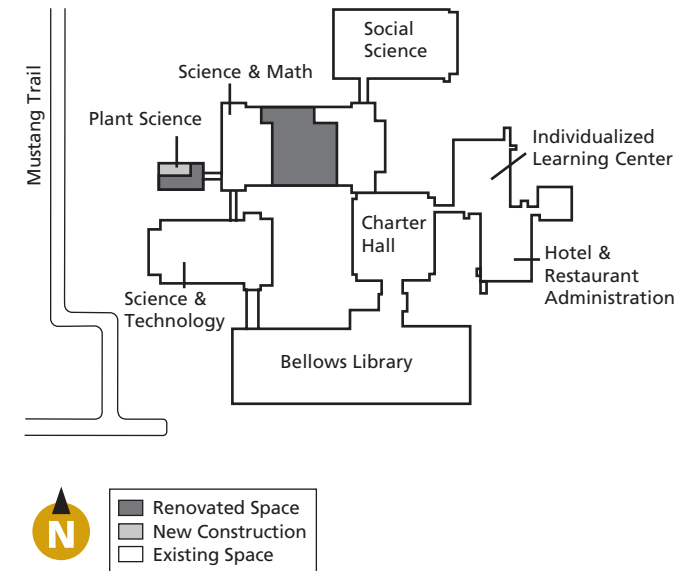 Social
Science
Science & Math
Plant Science
Mustang Trail
Individualized
Learning Center
Charter
Hall
Hotel &
Restaurant
Administration
Science &
Technology
Bellows Library
N
Renovated Space
New Construction
Existing Space